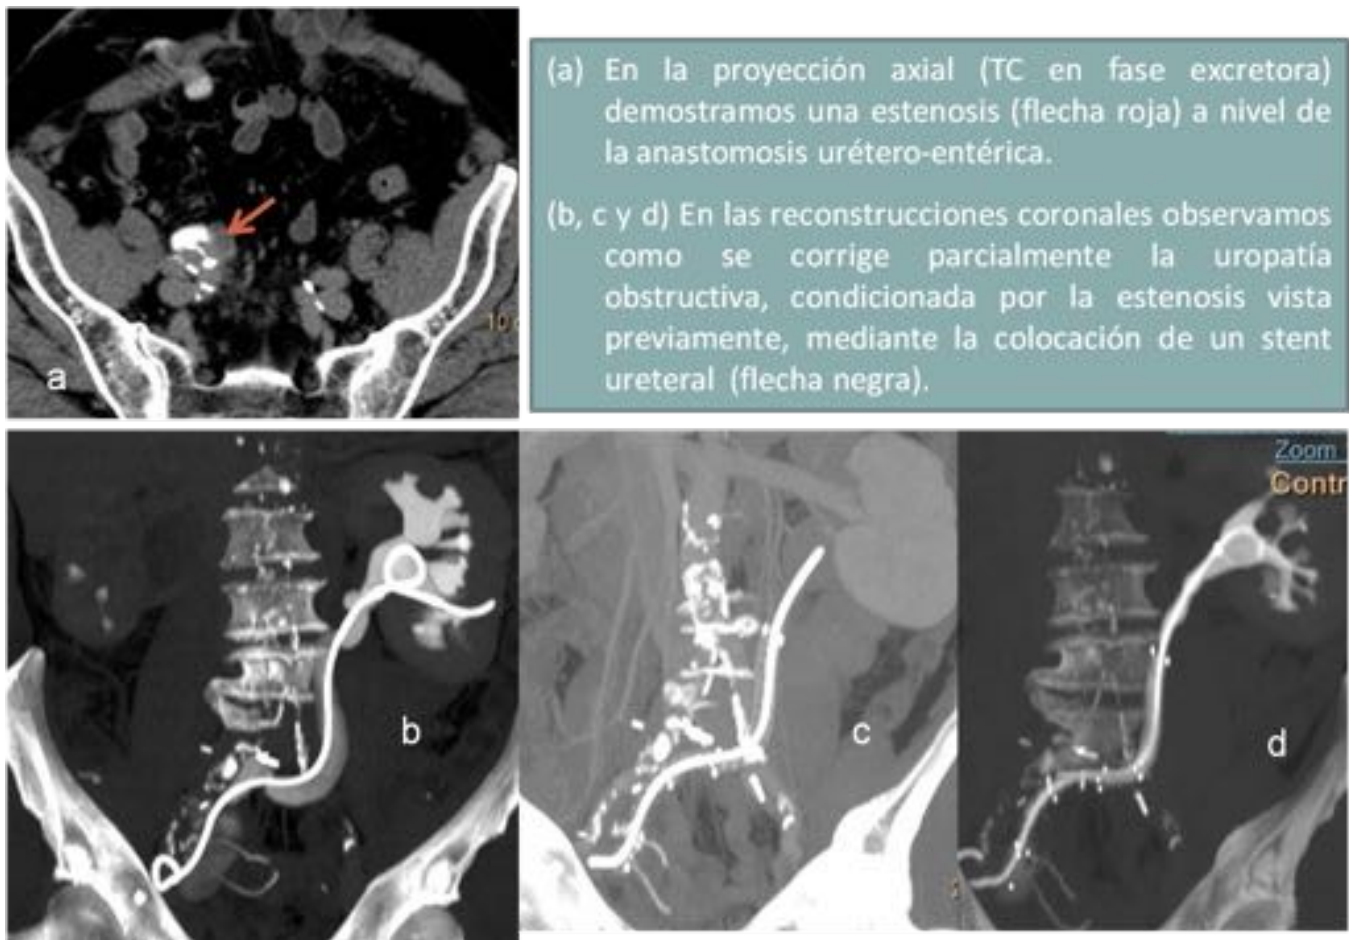 (a) En la proyección axial (TC en fase excretora)
demostramos una estenosis (flecha roja) a nivel de
la anastomosis urétero-entérica.
(b, c y d) En las reconstrucciones coronales observamos
como se corrige parcialmente la uropatía
obstructiva, condicionada por la estenosis vista
previamente, mediante la colocación de un stent
ureteral (flecha negra).
10
a
Zoom
Contr
b
c
d